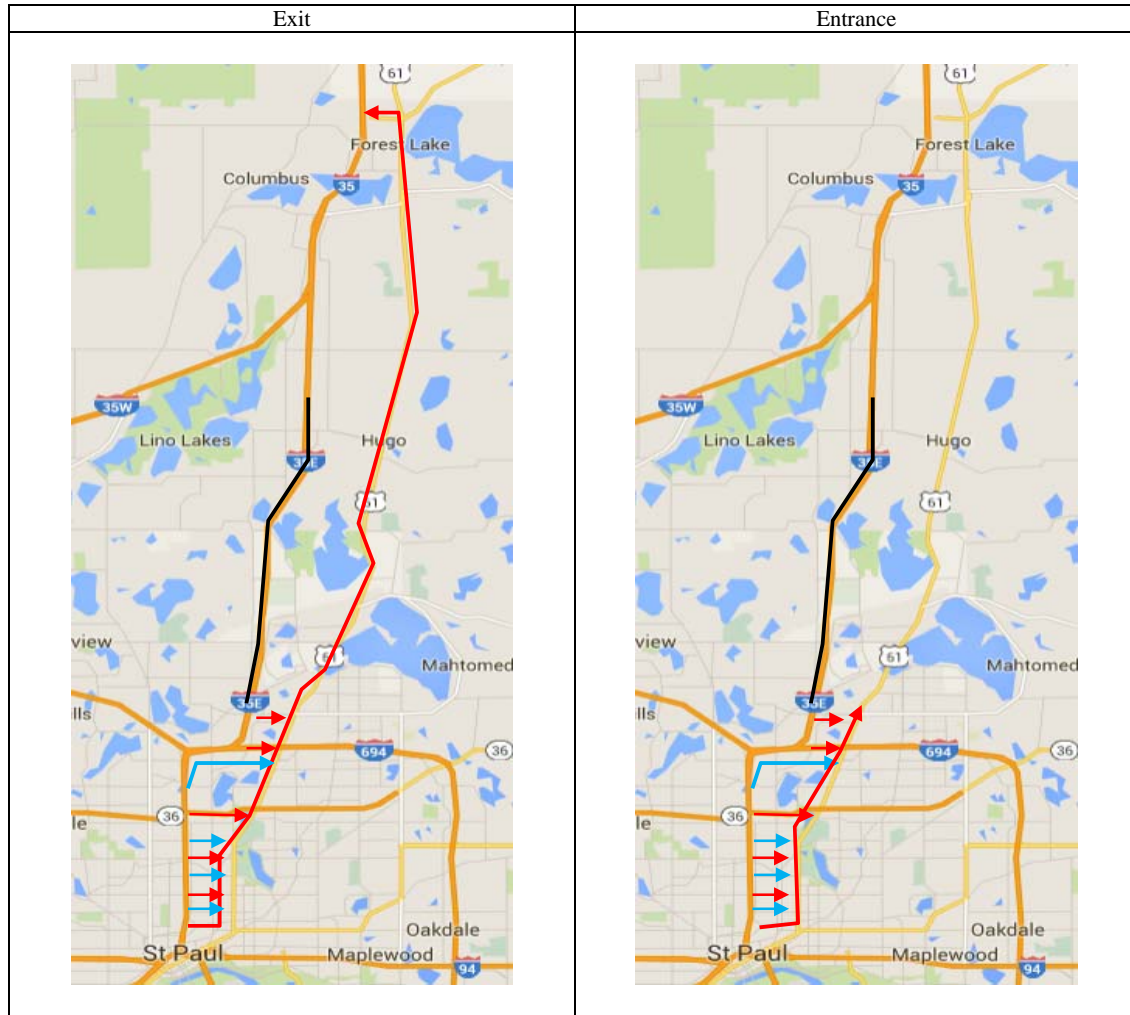 Exit
Entrance
61
Forest Lake
Columbus
35
35W
Lino Lakes
Hugo
35E
61
view
61
Mahtomed
35E
lls
694
36
36
le
Oakdale
St Paul
Maplewood
94
61
Forest Lake
Columbus
35
35W
Lino Lakes
Hugo
35E
61
view
61
Mahtomed
35E
lls
694
36
36
le
Oakdale
St Paul
Maplewood
94